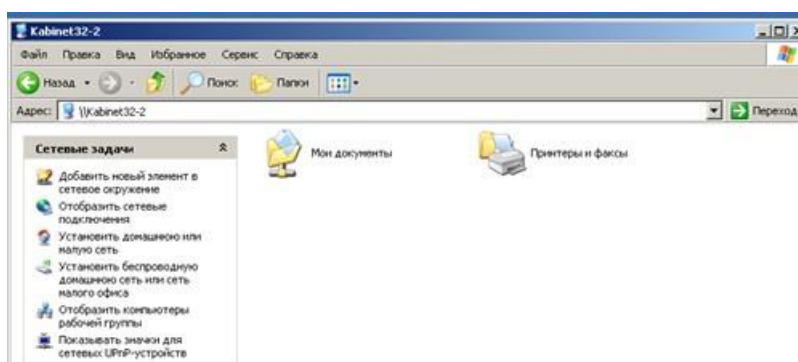 Kabinet32-2
Файл Правка Вид Избранное Сервис Справка
Назад Поиск Папки
Адрес: \\Kabinet32-2 Переход
Сетевые задачи
Добавить новый элемент в
сетевое окружение
Отобразить сетевые
подключения
Установить домашнюю или
малую сеть
Установить беспроводную
домашнюю сеть или сеть
малого офиса
Отобразить компьютеры
рабочей группы
Показывать значки для
сетевых UPnP-устройств
Мои документы
Принтеры и факсы